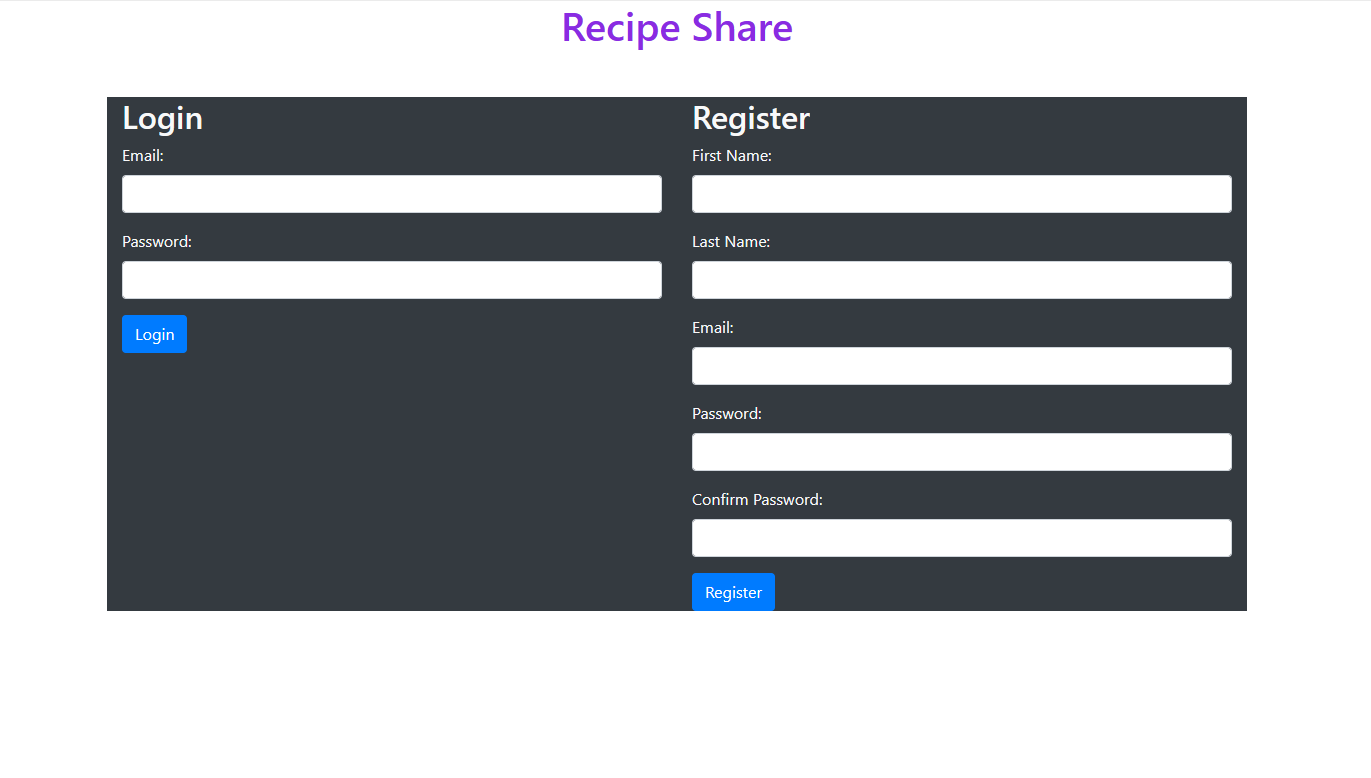 Recipe Share
Login
Email:
Password:
Login
Register
First Name:
Last Name:
Email:
Password:
Confirm Password:
Register